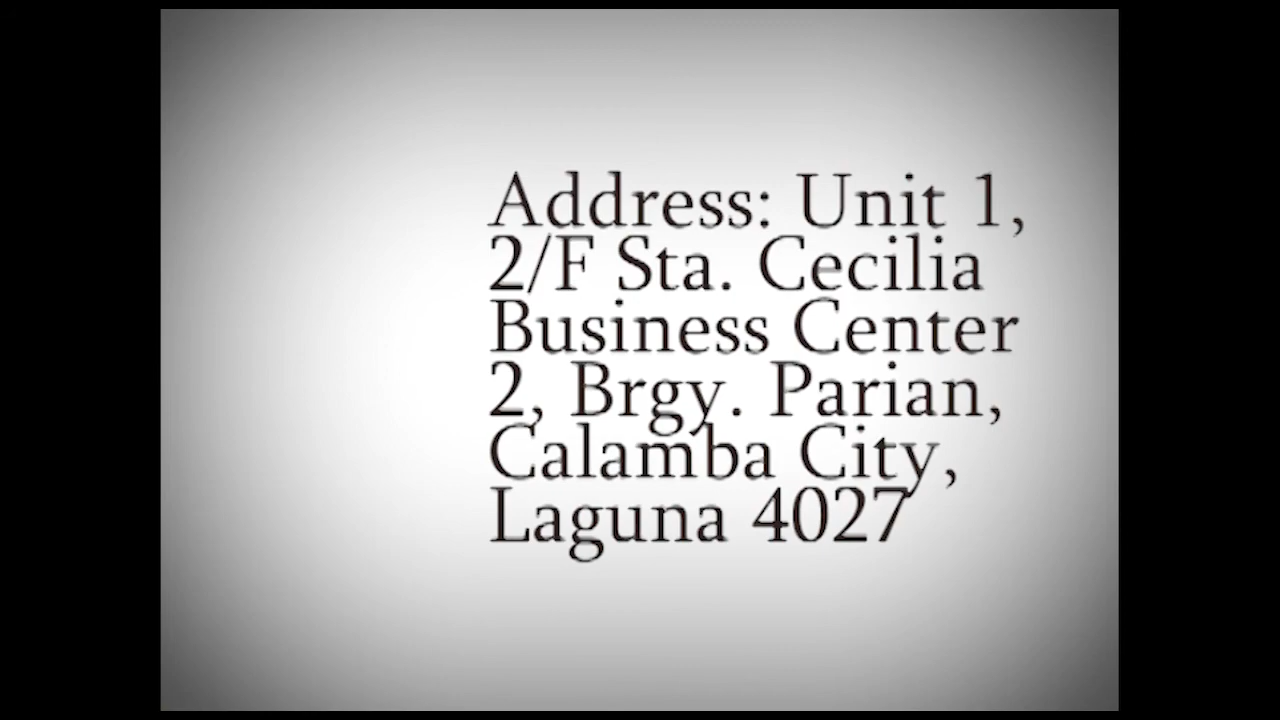 Address: Unit 1,
2/F Sta. Cecilia
Business Center
2, Brgy. Parian,
Calamba City,
Laguna 4027